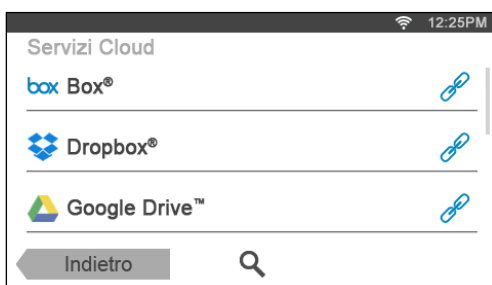 12:25PM
Servizi Cloud
box Box®
Dropbox®
Google Drive™
Indietro